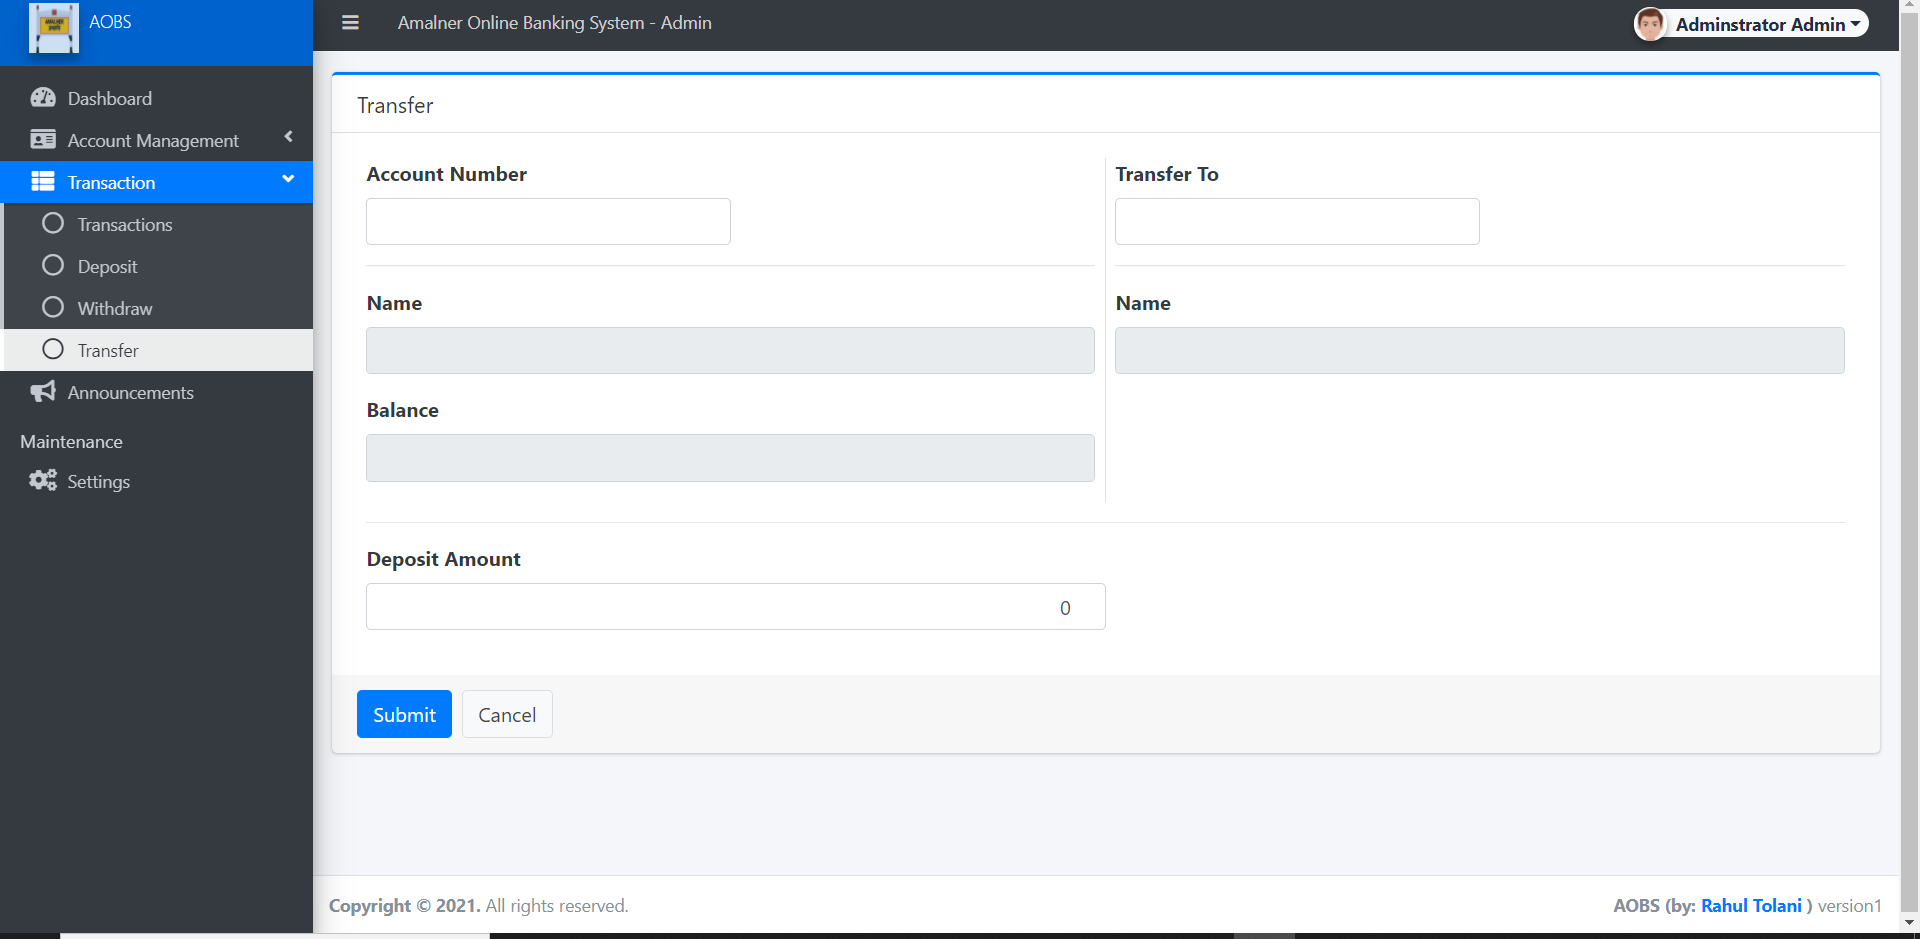 AOBS
Amalner Online Banking System - Admin
Adminstrator Admin
Dashboard
Account Management
Transaction
Transactions
Deposit
Withdraw
Transfer
Announcements
Maintenance
Settings
Transfer
Account Number
Transfer To
Name
Name
Balance
Deposit Amount
0
Submit
Cancel
Copyright © 2021. All rights reserved.
AOBS (by: Rahul Tolani ) version1